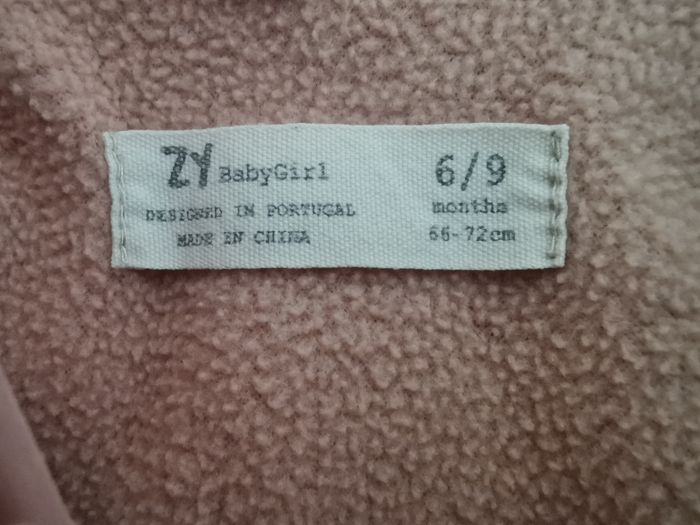 ZY BabyGirl
DESIGNED IN PORTUGAL
MADE IN CHINA
6/9
months
66-72cm